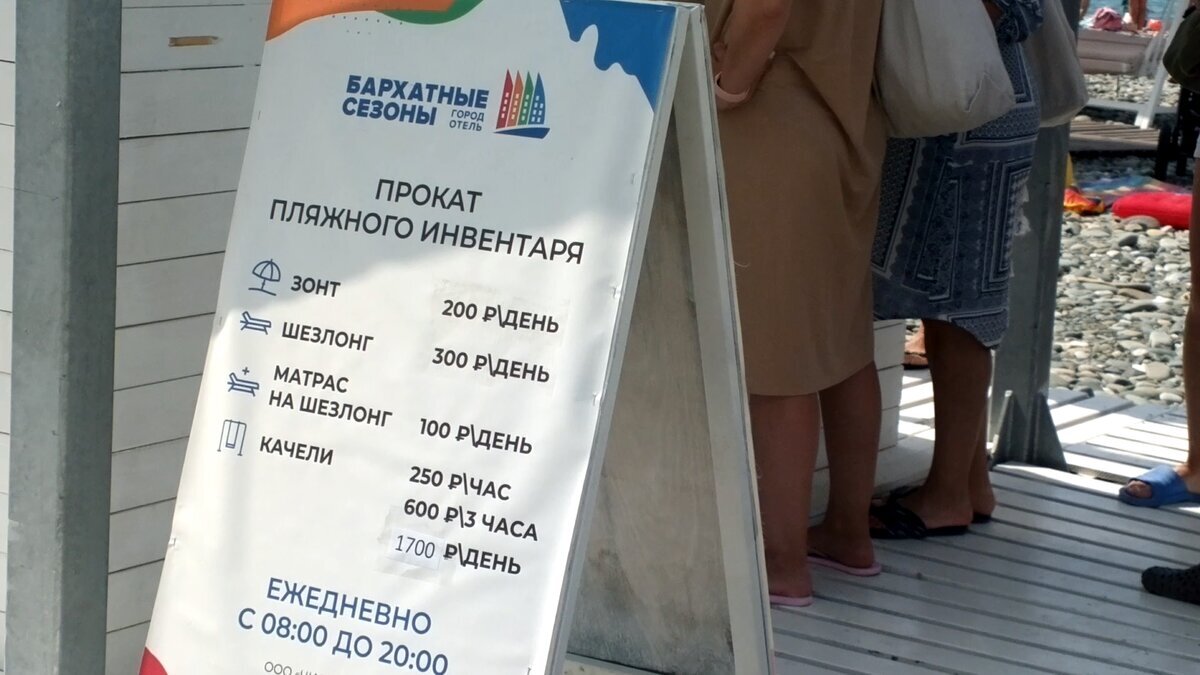 БАРХАТНЫЕ
СЕЗОНЫ ГОРОД
ОТЕЛЬ
ПРОКАТ
ПЛЯЖНОГО ИНВЕНТАРЯ
ЗОНТ 200 ₽\ДЕНЬ
ШЕЗЛОНГ 300 ₽\ДЕНЬ
МАТРАС
НА ШЕЗЛОНГ 100 ₽\ДЕНЬ
КАЧЕЛИ 250 ₽\ЧАС
600 ₽\3 ЧАСА
1700 ₽\ДЕНЬ
ЕЖЕДНЕВНО
С 08:00 ДО 20:00
ООО